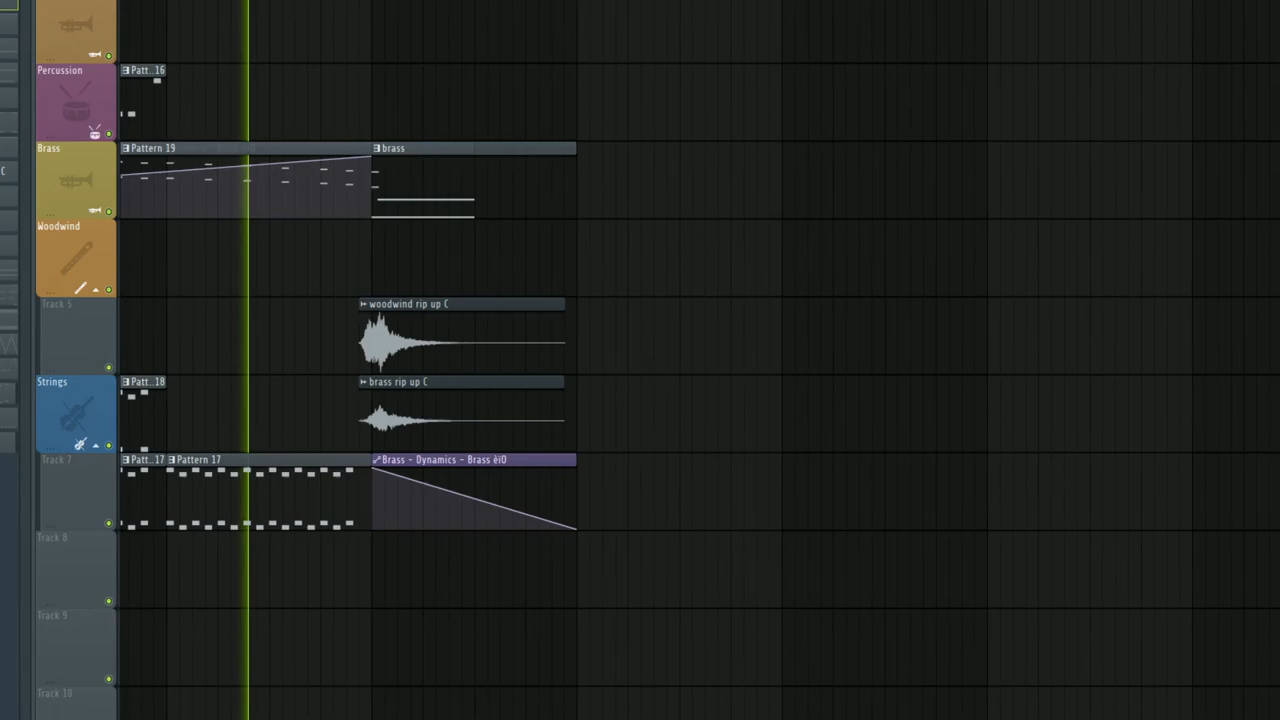 ...
Percussion
Patt..16
...
C
Brass
Pattern 19
brass
...
Woodwind
...
Track 5
woodwind rip up C
...
Strings
Patt..18
brass rip up C
...
Track 7
Patt..17
Pattern 17
Brass - Dynamics - Brass èïO
...
Track 8
...
Track 9
...
Track 10